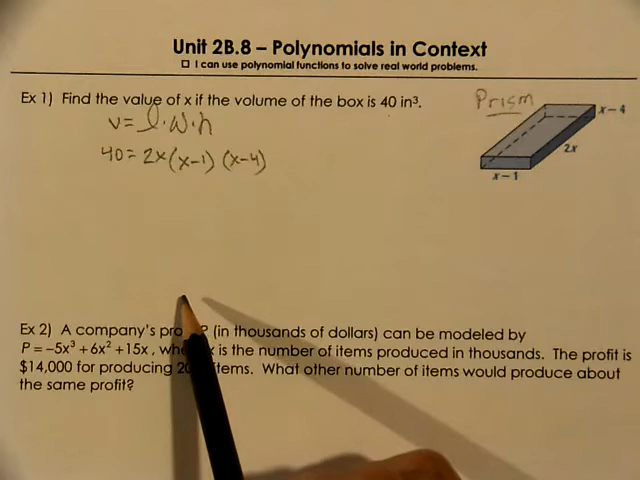 Unit 2B.8 – Polynomials in Context
☐ I can use polynomial functions to solve real world problems.
Ex 1) Find the value of x if the volume of the box is 40 in³.
Prism
x – 4
2x
x – 1
V = l · w · h
40 = 2x (x-1) (x-4)
Ex 2) A company's P (in thousands of dollars) can be modeled by
P = –5x³ + 6x² + 15x, x is the number of items produced in thousands. The profit is
$14,000 for producing items. What other number of items would produce about
the same profit?